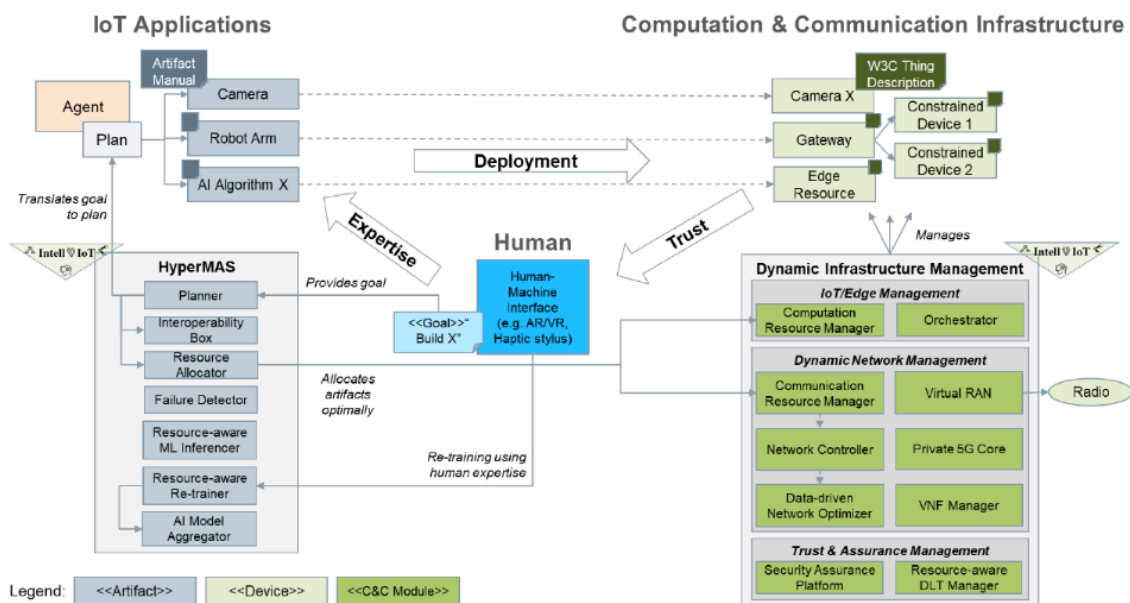 IoT Applications
Computation & Communication Infrastructure
Artifact
Manual
W3C Thing
Description
Agent
Plan
Camera
Robot Arm
AI Algorithm X
Camera X
Gateway
Edge
Resource
Constrained
Device 1
Constrained
Device 2
Deployment
Expertise
Trust
Translates goal
to plan
Manages
Intell IoT
Intell IoT
Human
HyperMAS
Planner
Interoperability
Box
Resource
Allocator
Failure Detector
Resource-aware
ML Inferencer
Resource-aware
Re-trainer
AI Model
Aggregator
Provides goal
<<Goal>>“
Build X”
Human-
Machine
Interface
(e.g. AR/VR,
Haptic stylus)
Allocates
artifacts
optimally
Re-training using
human expertise
Dynamic Infrastructure Management
IoT/Edge Management
Computation
Resource Manager
Orchestrator
Dynamic Network Management
Communication
Resource Manager
Virtual RAN
Radio
Network Controller
Private 5G Core
Data-driven
Network Optimizer
VNF Manager
Trust & Assurance Management
Security Assurance
Platform
Resource-aware
DLT Manager
Legend:
<<Artifact>>
<<Device>>
<<C&C Module>>